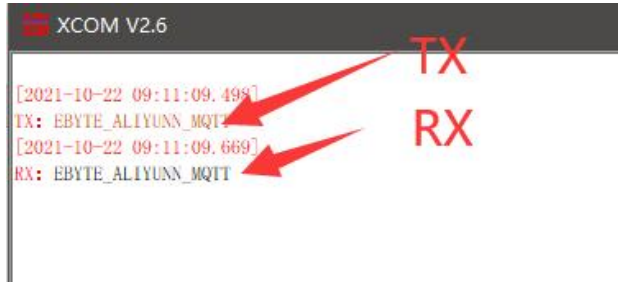 XCOM V2.6
TX
[2021-10-22 09:11:09.498]
TX: EBYTE_ALIYUNN_MQTT
RX
[2021-10-22 09:11:09.669]
RX: EBYTE_ALIYUNN_MQTT